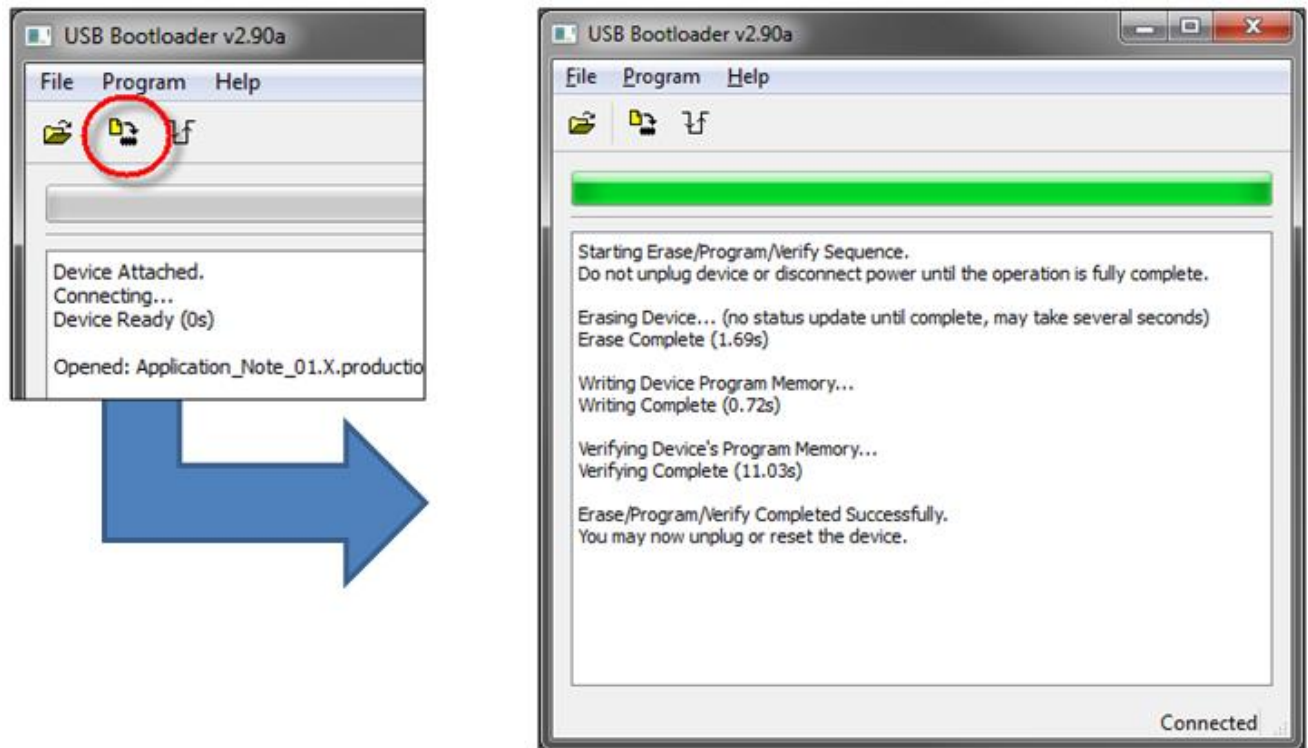 USB Bootloader v2.90a
File Program Help
Device Attached.
Connecting...
Device Ready (0s)
Opened: Application_Note_01.X.productio
USB Bootloader v2.90a
File Program Help
Starting Erase/Program/Verify Sequence.
Do not unplug device or disconnect power until the operation is fully complete.
Erasing Device... (no status update until complete, may take several seconds)
Erase Complete (1.69s)
Writing Device Program Memory...
Writing Complete (0.72s)
Verifying Device's Program Memory...
Verifying Complete (11.03s)
Erase/Program/Verify Completed Successfully.
You may now unplug or reset the device.
Connected